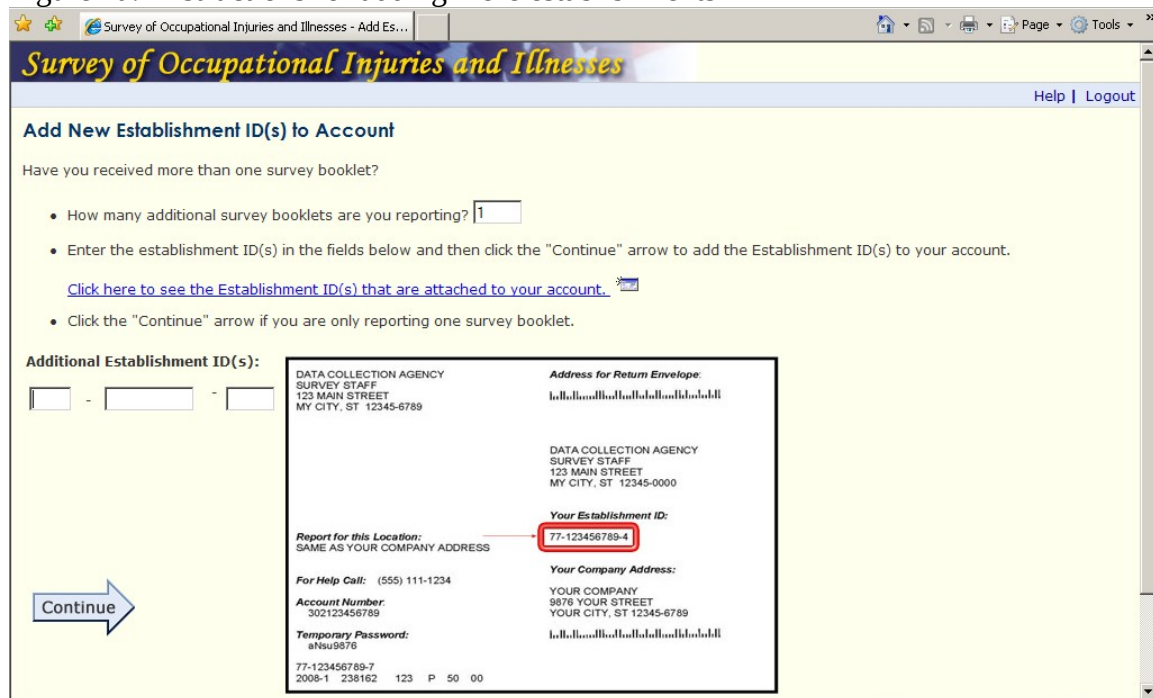 Survey of Occupational Injuries and Illnesses - Add Es...
Page
Tools
»
Survey of Occupational Injuries and Illnesses
Help | Logout
Add New Establishment ID(s) to Account
Have you received more than one survey booklet?
• How many additional survey booklets are you reporting? 1
• Enter the establishment ID(s) in the fields below and then click the "Continue" arrow to add the Establishment ID(s) to your account.
Click here to see the Establishment ID(s) that are attached to your account.
• Click the "Continue" arrow if you are only reporting one survey booklet.
Additional Establishment ID(s):
- -
DATA COLLECTION AGENCY
SURVEY STAFF
123 MAIN STREET
MY CITY, ST 12345-6789
Address for Return Envelope:
DATA COLLECTION AGENCY
SURVEY STAFF
123 MAIN STREET
MY CITY, ST 12345-0000
Your Establishment ID:
77-123456789-4
Report for this Location:
SAME AS YOUR COMPANY ADDRESS
Your Company Address:
YOUR COMPANY
9876 YOUR STREET
YOUR CITY, ST 12345-6789
For Help Call: (555) 111-1234
Account Number:
302123456789
Temporary Password:
aNsu9876
77-123456789-7
2008-1 238162 123 P 50 00
Continue